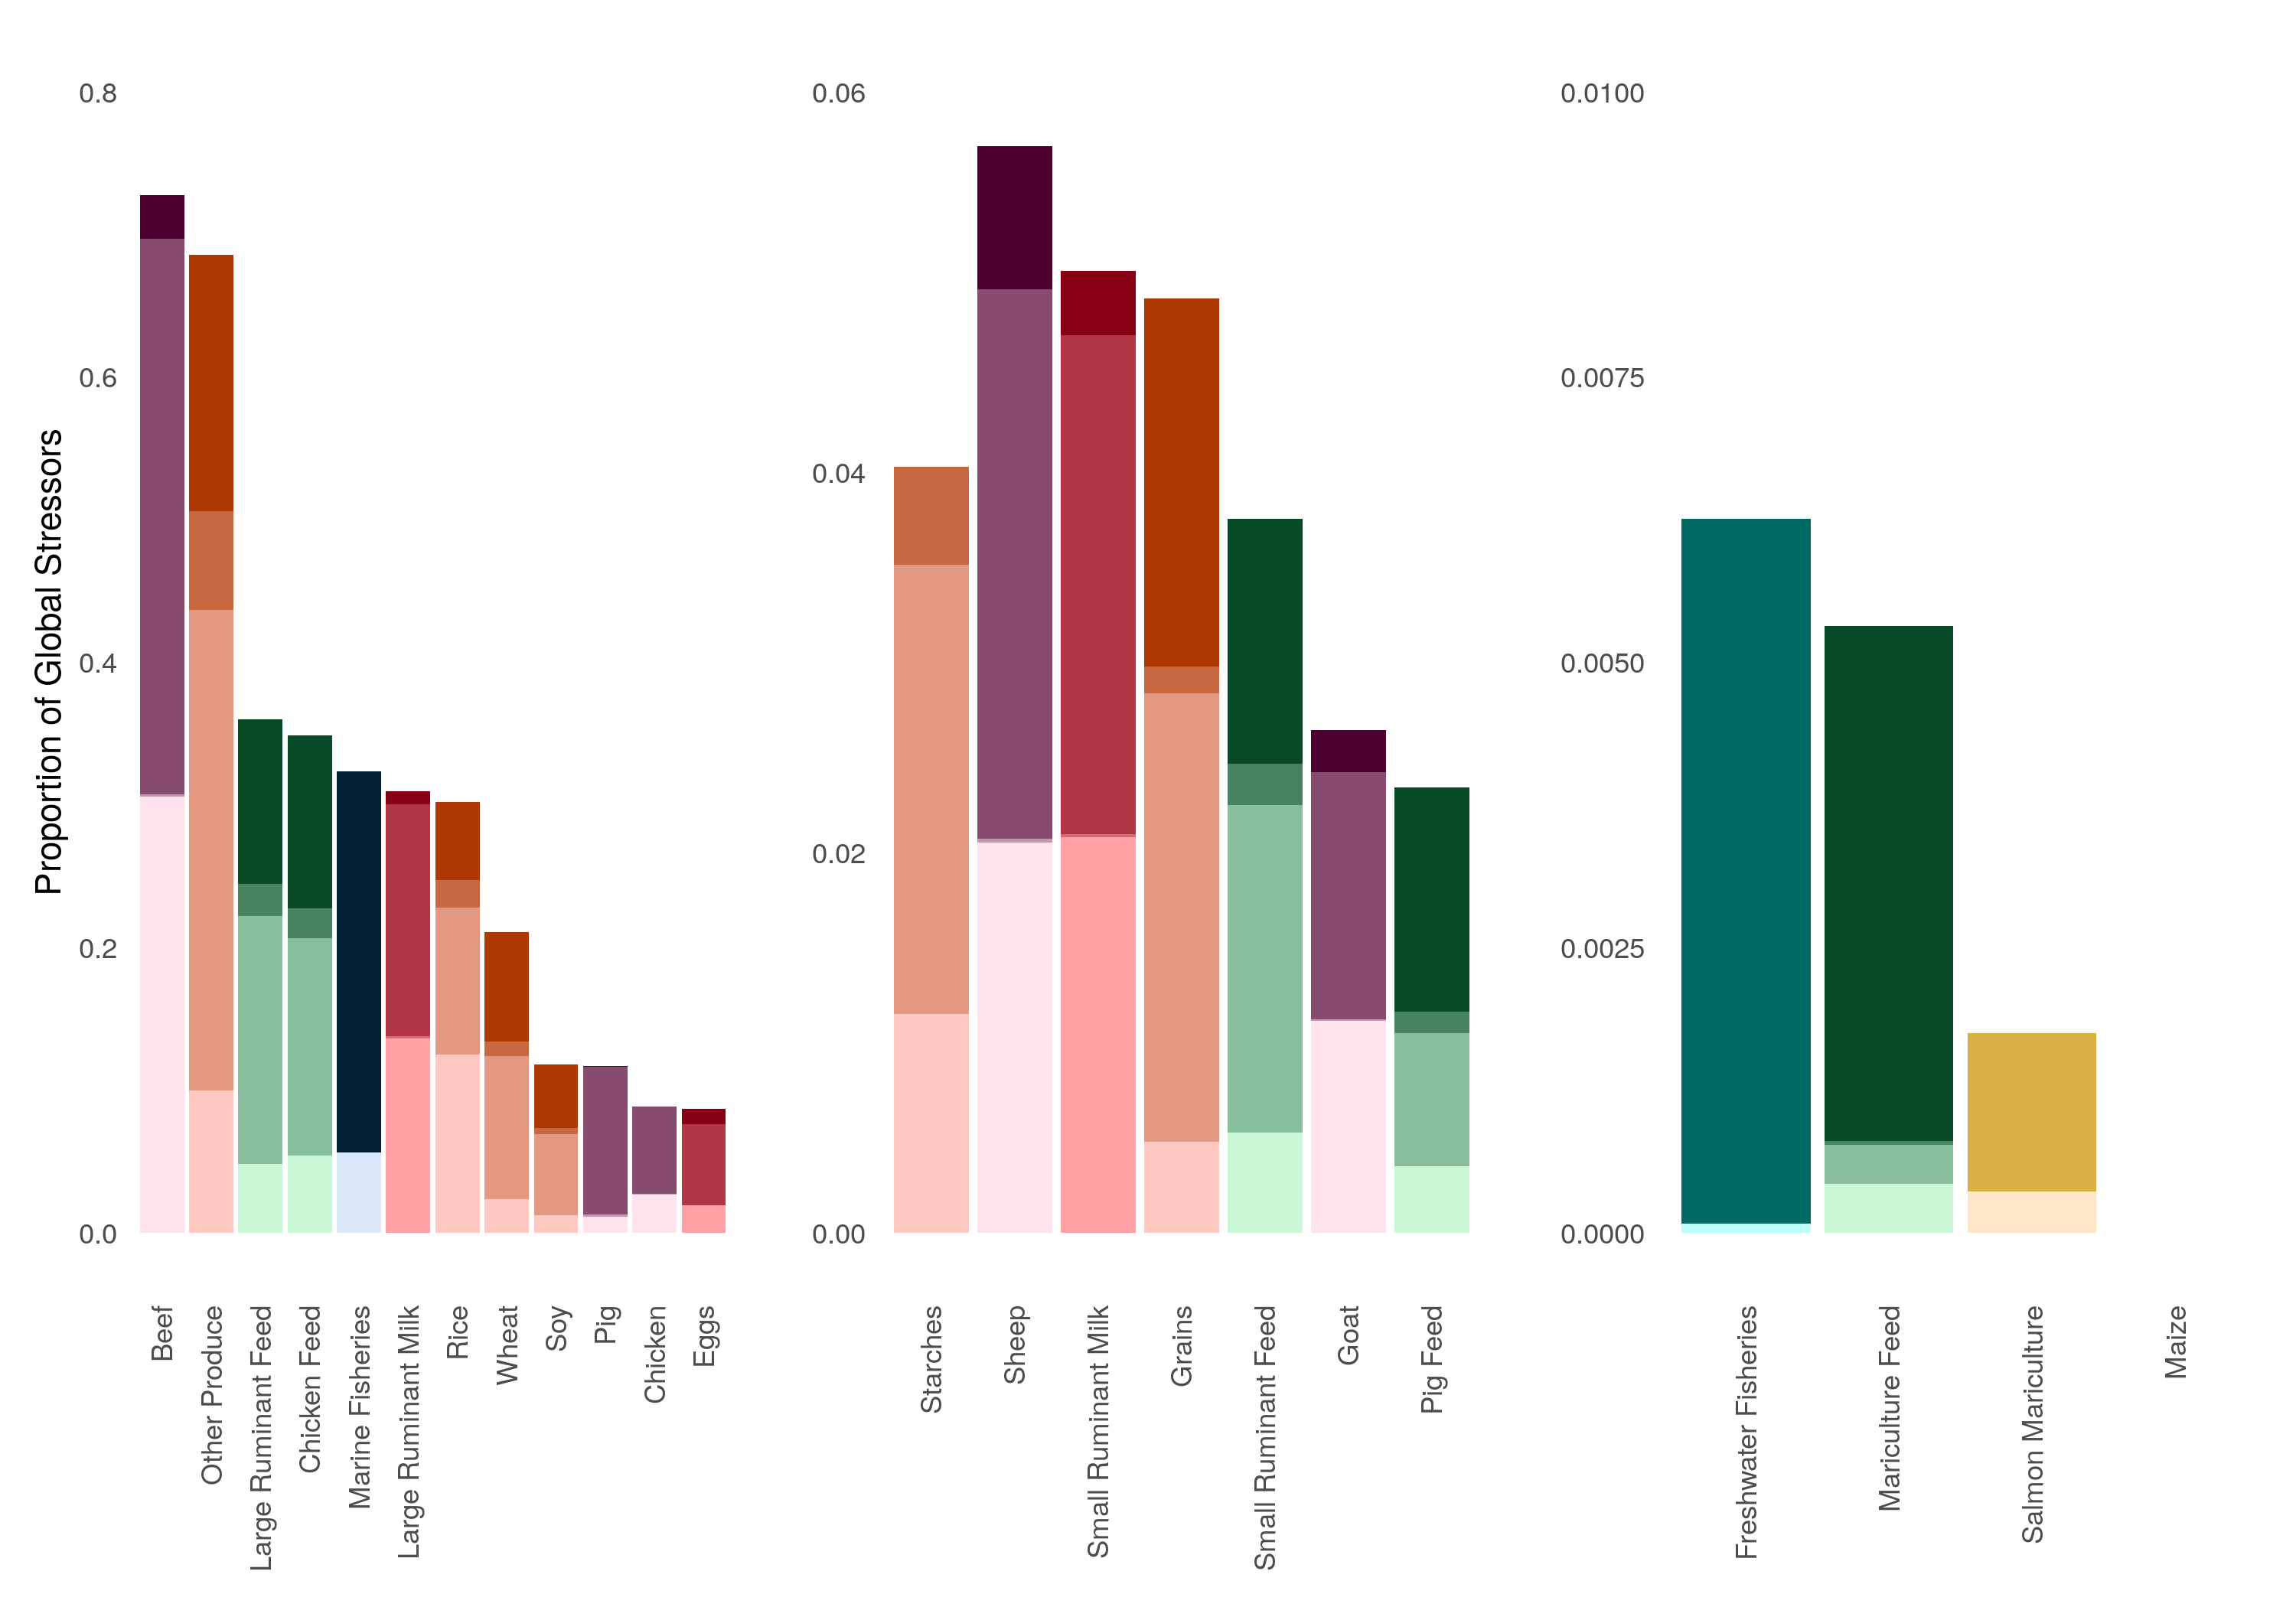 Proportion of Global Stressors
0.8
0.6
0.4
0.2
0.0
Beef
Other Produce
Large Ruminant Feed
Chicken Feed
Marine Fisheries
Large Ruminant Milk
Rice
Wheat
Soy
Pig
Chicken
Eggs
0.06
0.04
0.02
0.00
Starches
Sheep
Small Ruminant Milk
Grains
Small Ruminant Feed
Goat
Pig Feed
0.0100
0.0075
0.0050
0.0025
0.0000
Freshwater Fisheries
Mariculture Feed
Salmon Mariculture
Maize